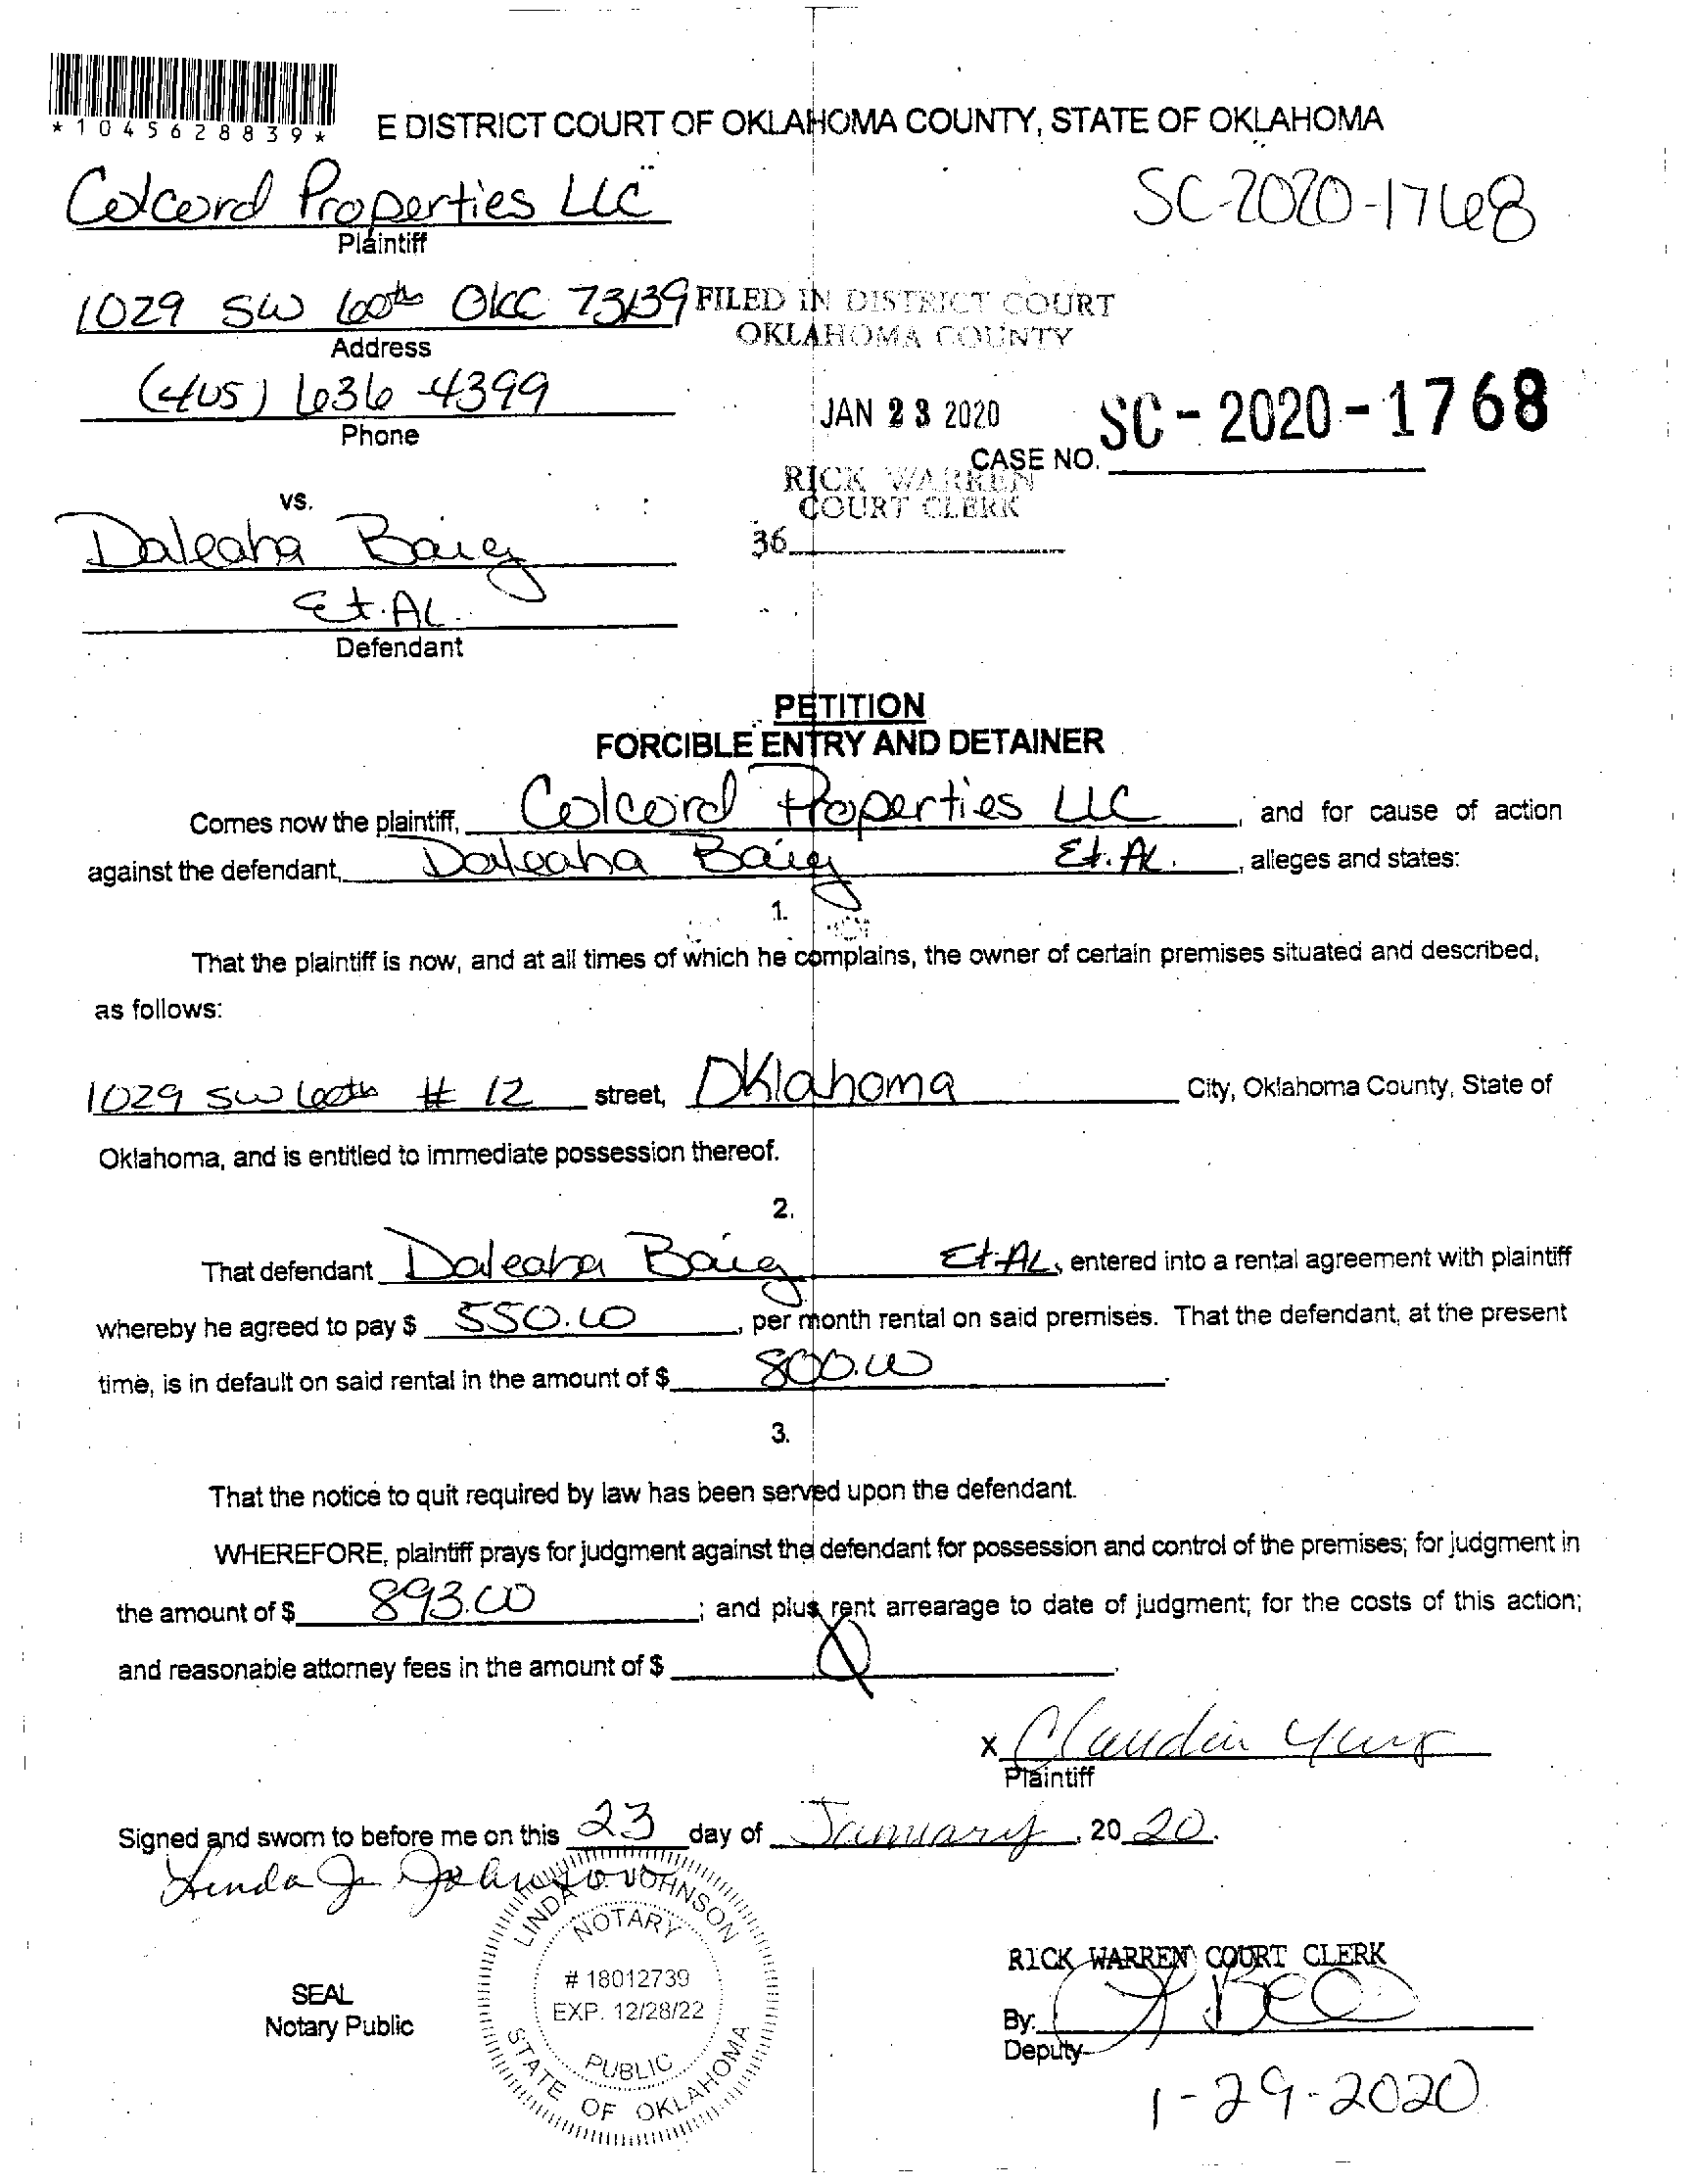 *1045628839*
E DISTRICT COURT OF OKLAHOMA COUNTY, STATE OF OKLAHOMA
Colcord Properties LLC
SC-2020-1768
Plaintiff
1029 SW 60th OKC 73139
FILED IN DISTRICT COURT
OKLAHOMA COUNTY
Address
(405) 636-4399
Phone
JAN 23 2020
SC-2020-1768
CASE NO.
RICK WARREN
COURT CLERK
vs.
36
Daleaha Baig
Et. AL.
Defendant
PETITION
FORCIBLE ENTRY AND DETAINER
Comes now the plaintiff, Colcord Properties LLC, and for cause of action
against the defendant, Daleaha Baig Et. AL., alleges and states:
1.
That the plaintiff is now, and at all times of which he complains, the owner of certain premises situated and described,
as follows:
1029 SW 60th # 12 street, Oklahoma City, Oklahoma County, State of
Oklahoma, and is entitled to immediate possession thereof.
2.
That defendant Daleaha Baig Et. AL, entered into a rental agreement with plaintiff
whereby he agreed to pay $ 550.00, per month rental on said premises. That the defendant, at the present
time, is in default on said rental in the amount of $ 800.00.
3.
That the notice to quit required by law has been served upon the defendant.
WHEREFORE, plaintiff prays for judgment against the defendant for possession and control of the premises; for judgment in
the amount of $ 893.00; and plus rent arrearage to date of judgment; for the costs of this action;
and reasonable attorney fees in the amount of $
x Claudia
Plaintiff
Signed and sworn to before me on this 23 day of January, 2020.
Linda J. Johnson
LINDA J. JOHNSON
NOTARY
# 18012739
EXP. 12/28/22
PUBLIC
STATE OF OKLAHOMA
SEAL
Notary Public
RICK WARREN COURT CLERK
By:
Deputy
1-29-2020